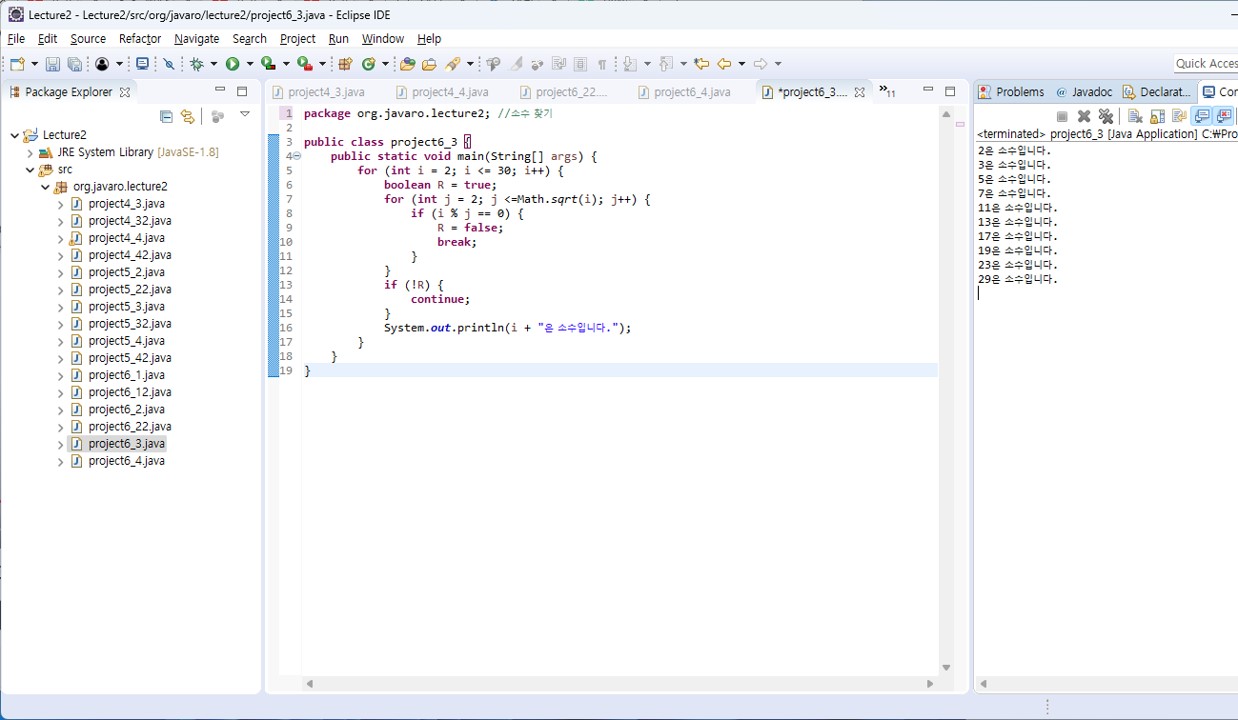 Lecture2 - Lecture2/src/org/javaro/lecture2/project6_3.java - Eclipse IDE
File Edit Source Refactor Navigate Search Project Run Window Help
Quick Acces
Package Explorer
project4_3.java project4_4.java project6_22.... project6_4.java *project6_3.... »11
Problems @ Javadoc Declarat... Con
<terminated> project6_3 [Java Application] C:₩Pro
Lecture2
JRE System Library [JavaSE-1.8]
src
org.javaro.lecture2
project4_3.java
project4_32.java
project4_4.java
project4_42.java
project5_2.java
project5_22.java
project5_3.java
project5_32.java
project5_4.java
project5_42.java
project6_1.java
project6_12.java
project6_2.java
project6_22.java
project6_3.java
project6_4.java
1 package org.javaro.lecture2; //소수 찾기
2
3 public class project6_3 {
4 public static void main(String[] args) {
5 for (int i = 2; i <= 30; i++) {
6 boolean R = true;
7 for (int j = 2; j <=Math.sqrt(i); j++) {
8 if (i % j == 0) {
9 R = false;
10 break;
11 }
12 }
13 if (!R) {
14 continue;
15 }
16 System.out.println(i + "은 소수입니다.");
17 }
18 }
19 }
2은 소수입니다.
3은 소수입니다.
5은 소수입니다.
7은 소수입니다.
11은 소수입니다.
13은 소수입니다.
17은 소수입니다.
19은 소수입니다.
23은 소수입니다.
29은 소수입니다.